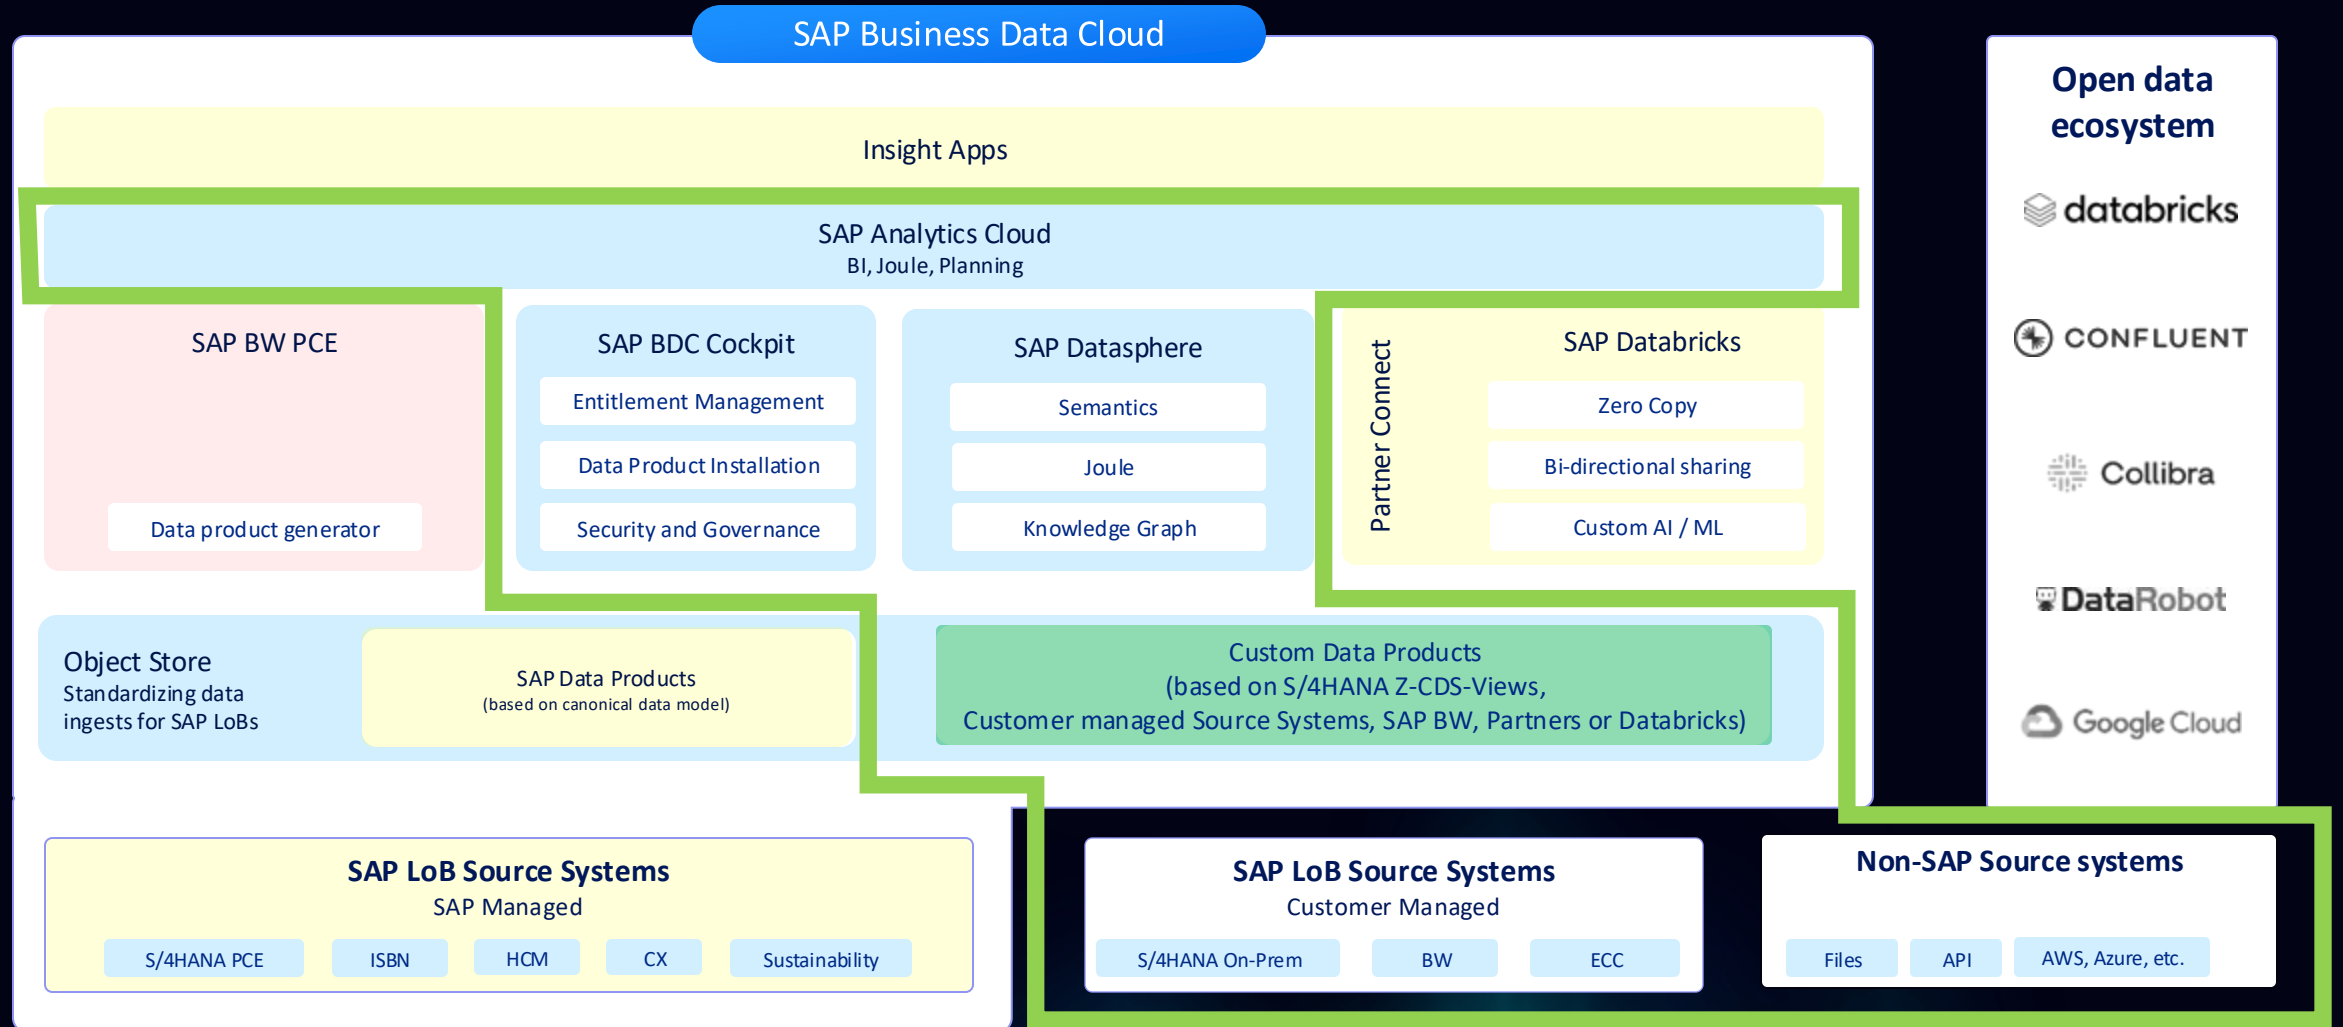 SAP Business Data Cloud
Insight Apps
SAP Analytics Cloud
BI, Joule, Planning
SAP BW PCE
Data product generator
SAP BDC Cockpit
Entitlement Management
Data Product Installation
Security and Governance
SAP Datasphere
Semantics
Joule
Knowledge Graph
Partner Connect
SAP Databricks
Zero Copy
Bi-directional sharing
Custom AI / ML
Object Store
Standardizing data
ingests for SAP LoBs
SAP Data Products
(based on canonical data model)
Custom Data Products
(based on S/4HANA Z-CDS-Views,
Customer managed Source Systems, SAP BW, Partners or Databricks)
SAP LoB Source Systems
SAP Managed
S/4HANA PCE
ISBN
HCM
CX
Sustainability
SAP LoB Source Systems
Customer Managed
S/4HANA On-Prem
BW
ECC
Non-SAP Source systems
Files
API
AWS, Azure, etc.
Open data
ecosystem
databricks
CONFLUENT
Collibra
DataRobot
Google Cloud